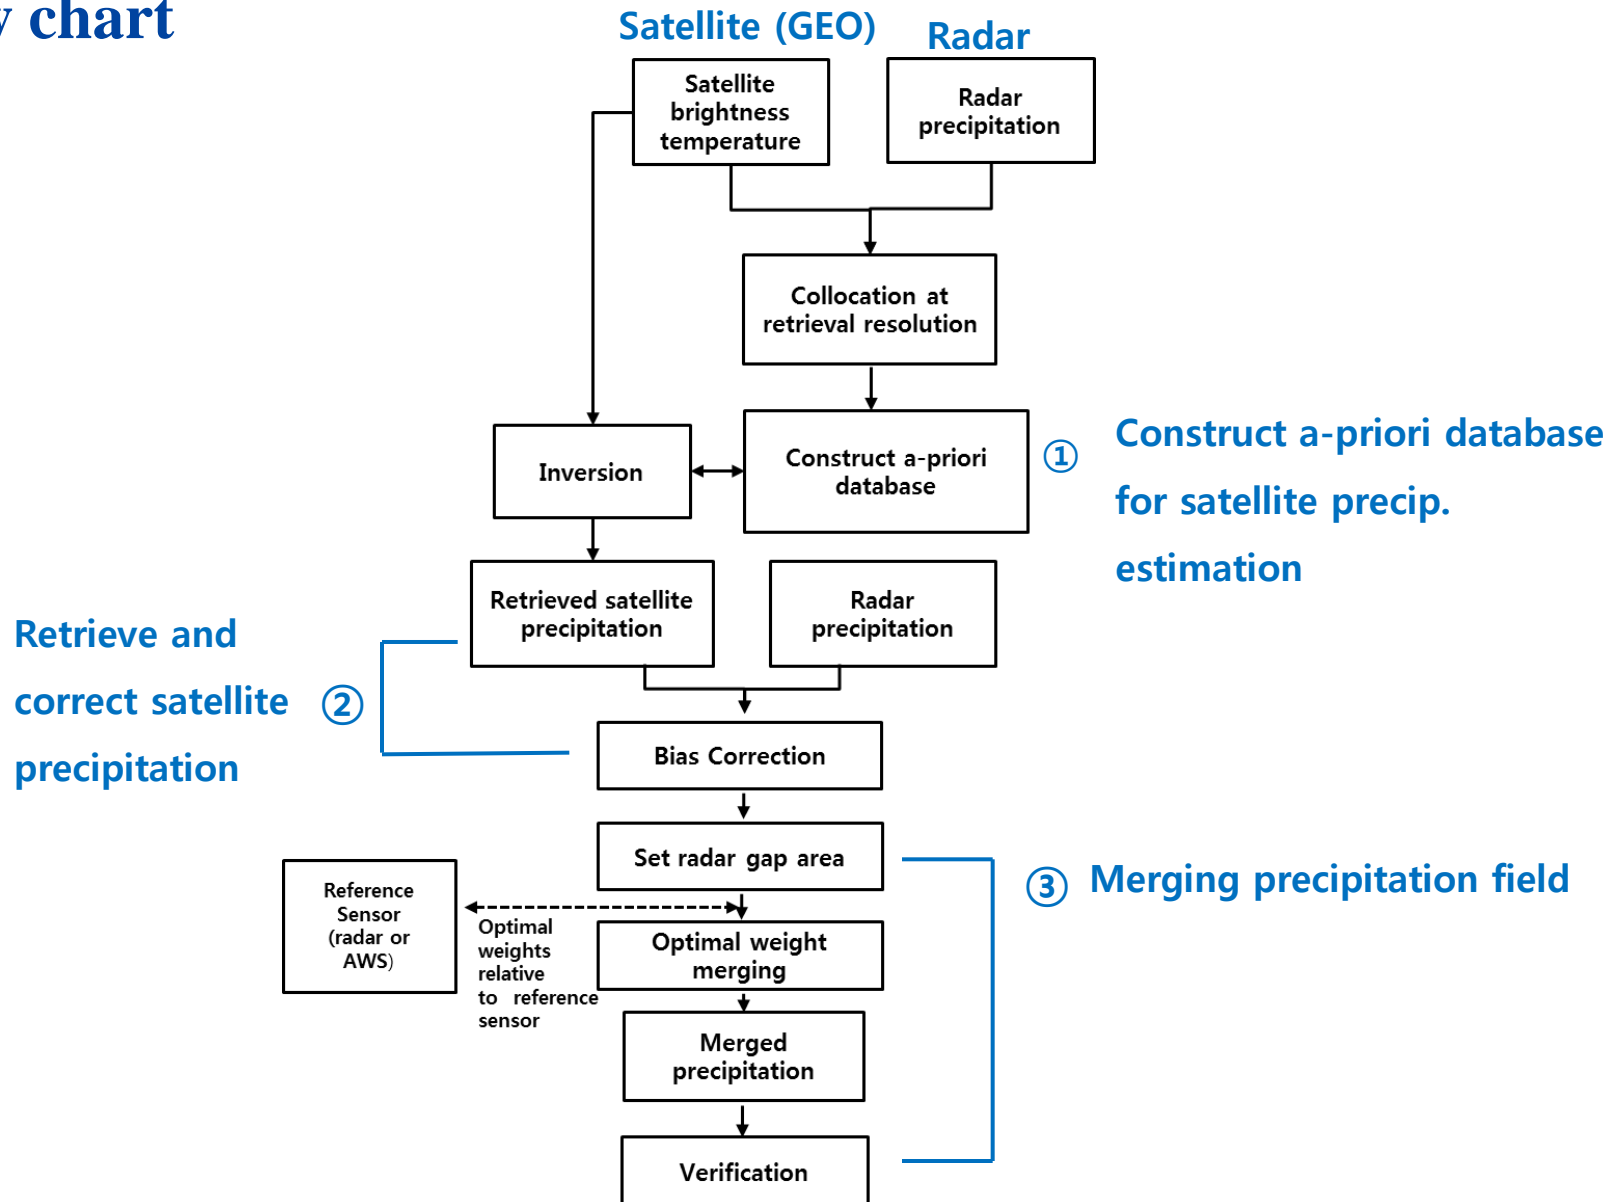 chart
Satellite (GEO)
Radar
Satellite
brightness
temperature
Radar
precipitation
Collocation at
retrieval resolution
Inversion
Construct a-priori
database
①
Construct a-priori database
for satellite precip.
estimation
Retrieved satellite
precipitation
Radar
precipitation
Retrieve and
correct satellite
precipitation
②
Bias Correction
Set radar gap area
③
Merging precipitation field
Reference
Sensor
(radar or
AWS)
Optimal
weights
relative
to reference
sensor
Optimal weight
merging
Merged
precipitation
Verification